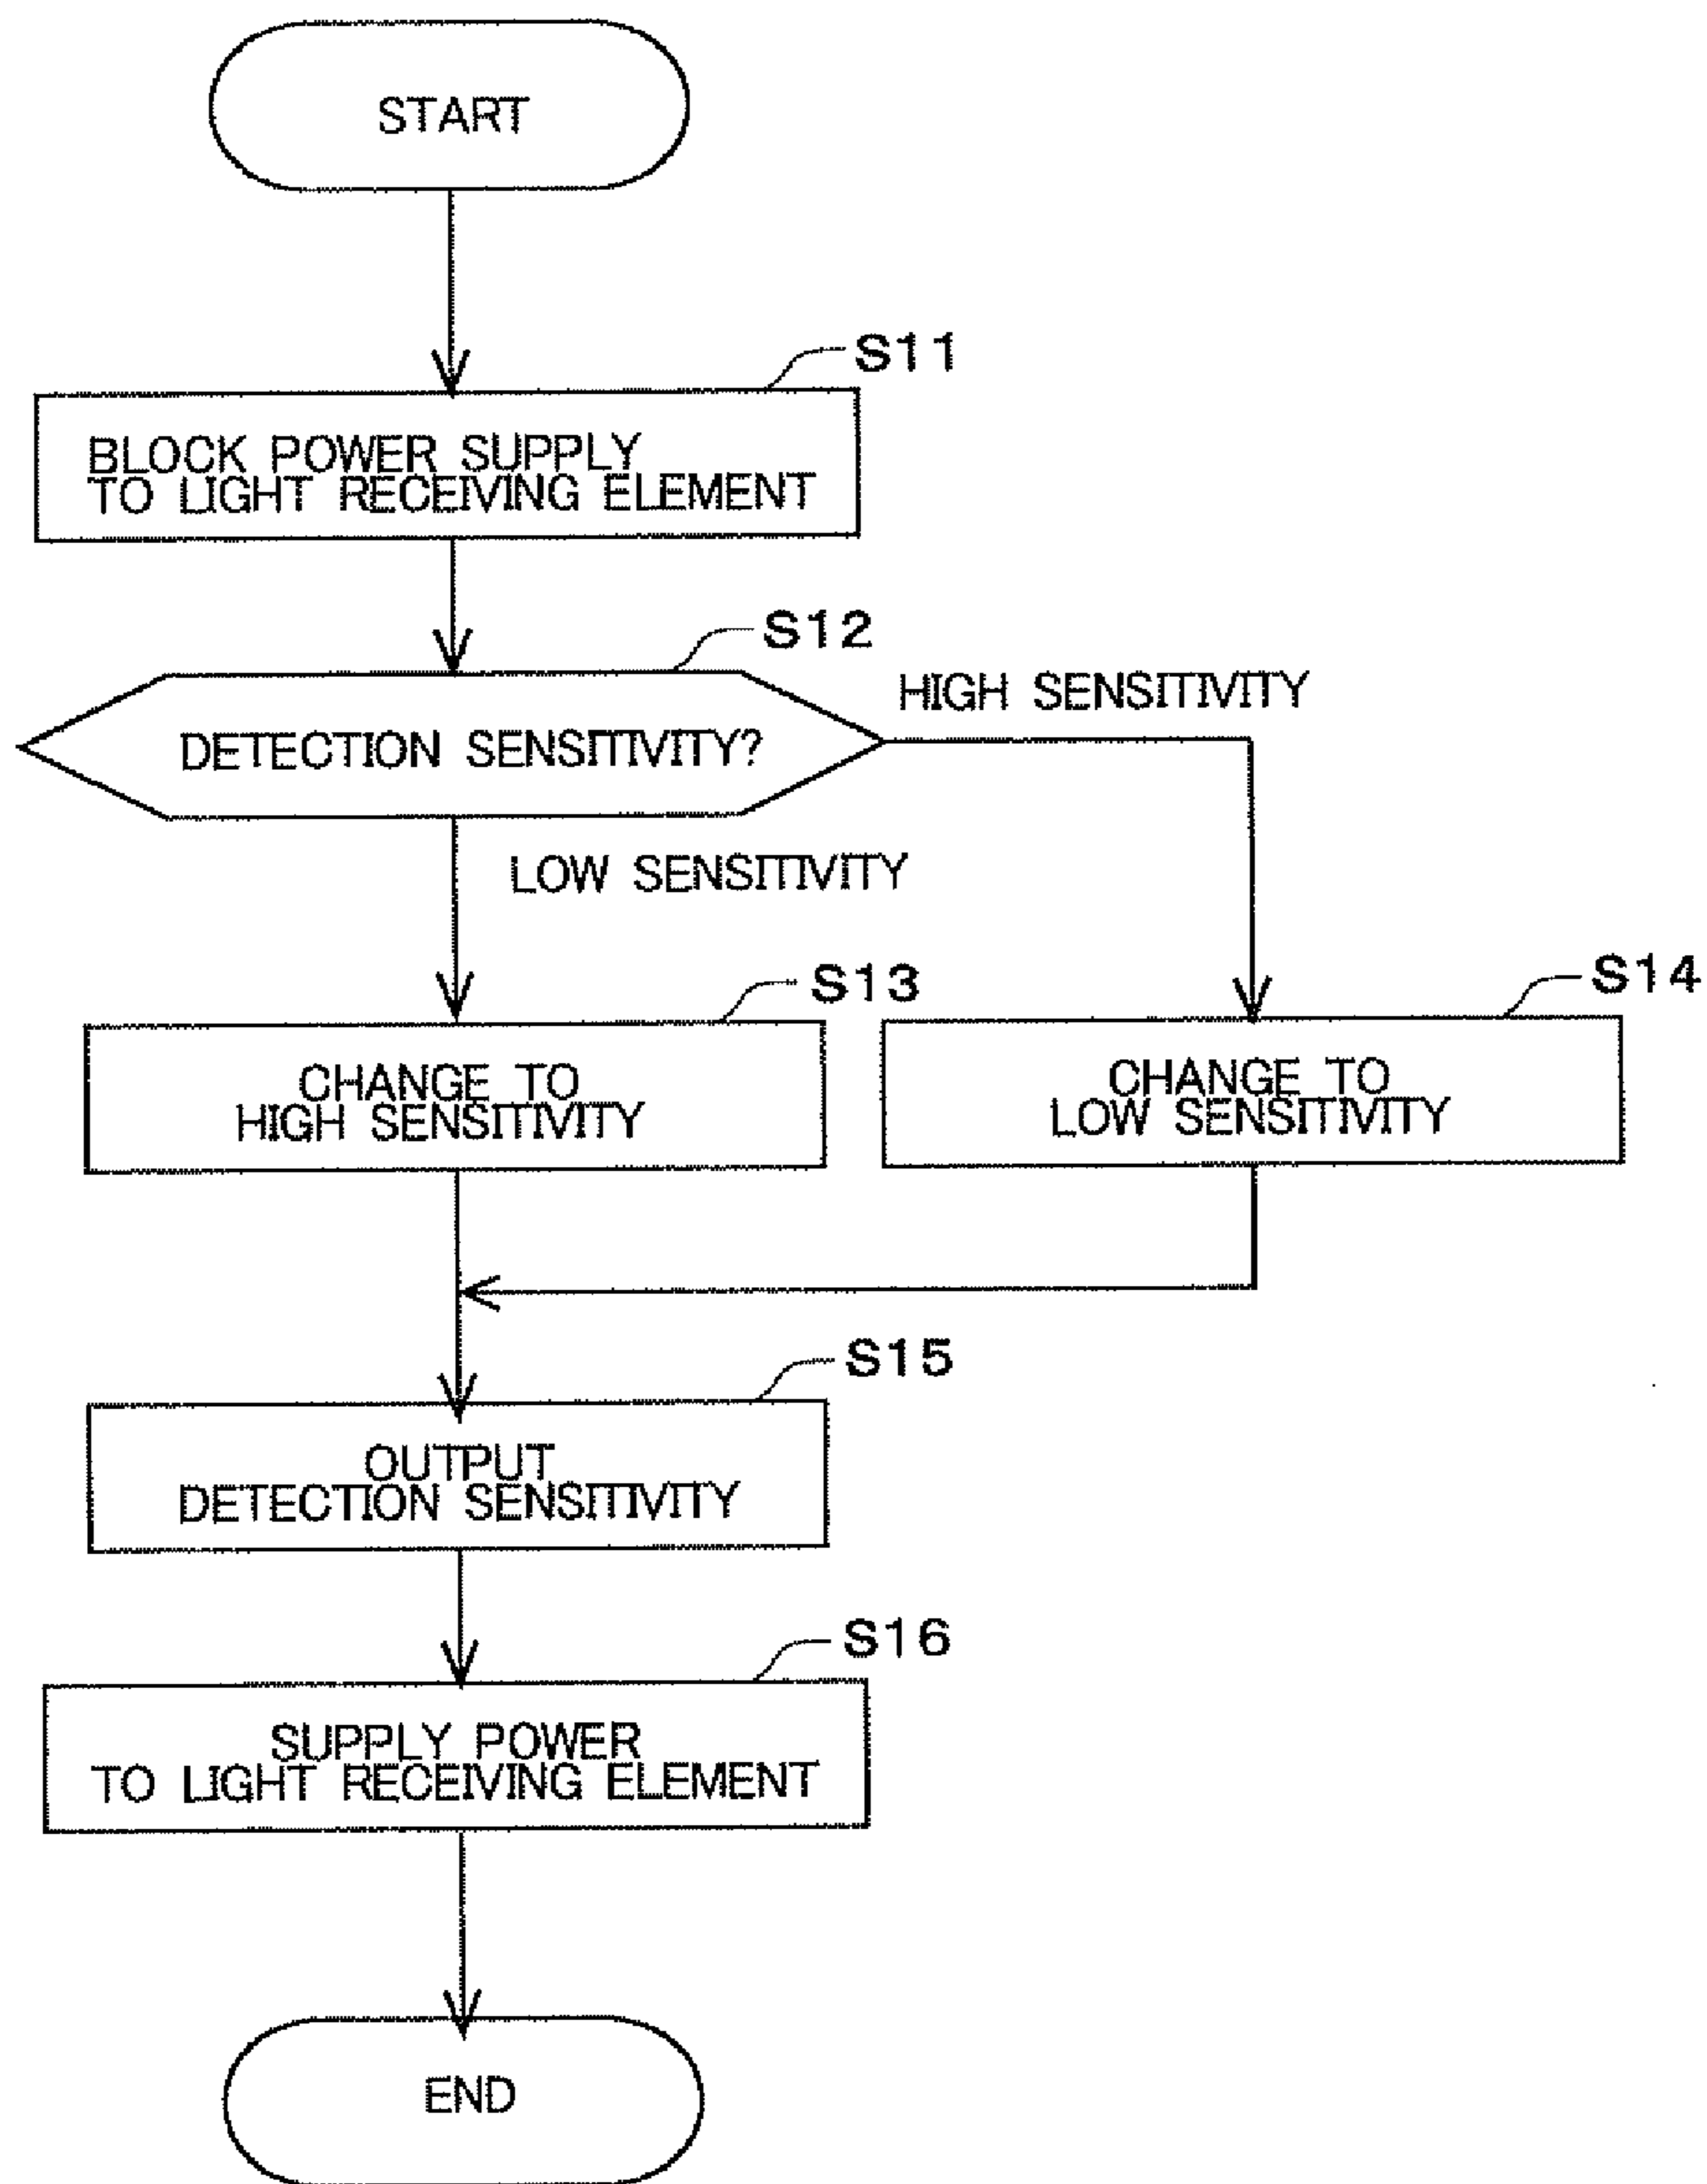 START
S11
BLOCK POWER SUPPLY
TO LIGHT RECEIVING ELEMENT
S12
DETECTION SENSITIVITY?
HIGH SENSITIVITY
LOW SENSITIVITY
S13
CHANGE TO
HIGH SENSITIVITY
S14
CHANGE TO
LOW SENSITIVITY
S15
OUTPUT
DETECTION SENSITIVITY
S16
SUPPLY POWER
TO LIGHT RECEIVING ELEMENT
END